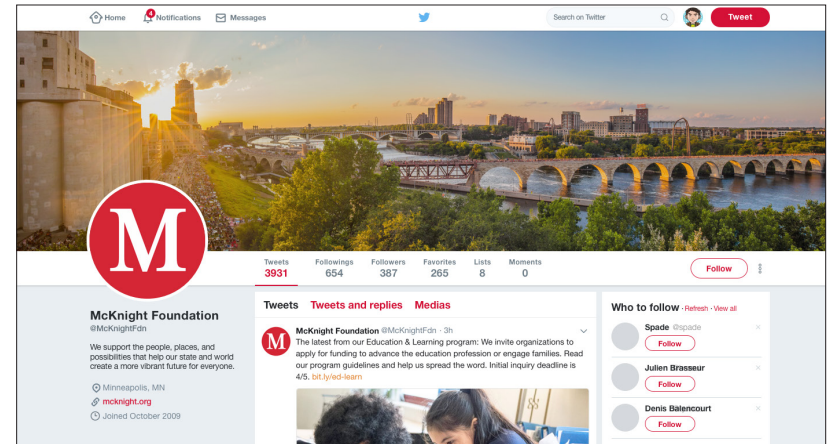 Home
4
Notifications
Messages
Search on Twitter
Tweet
M
Tweets Followings Followers Favorites Lists Moments
3931 654 387 265 8 0
Follow
McKnight Foundation
@McKnightFdn
We support the people, places, and
possibilities that help our state and world
create a more vibrant future for everyone.
Minneapolis, MN
mcknight.org
Joined October 2009
Tweets Tweets and replies Medias
M
McKnight Foundation @McKnightFdn · 3h
The latest from our Education & Learning program: We invite organizations to
apply for funding to advance the education profession or engage families. Read
our program guidelines and help us spread the word. Initial inquiry deadline is
4/5. bit.ly/ed-learn
Who to follow · Refresh · View all
Spade @spade
Follow
Julien Brasseur
Follow
Denis Balencourt
Follow